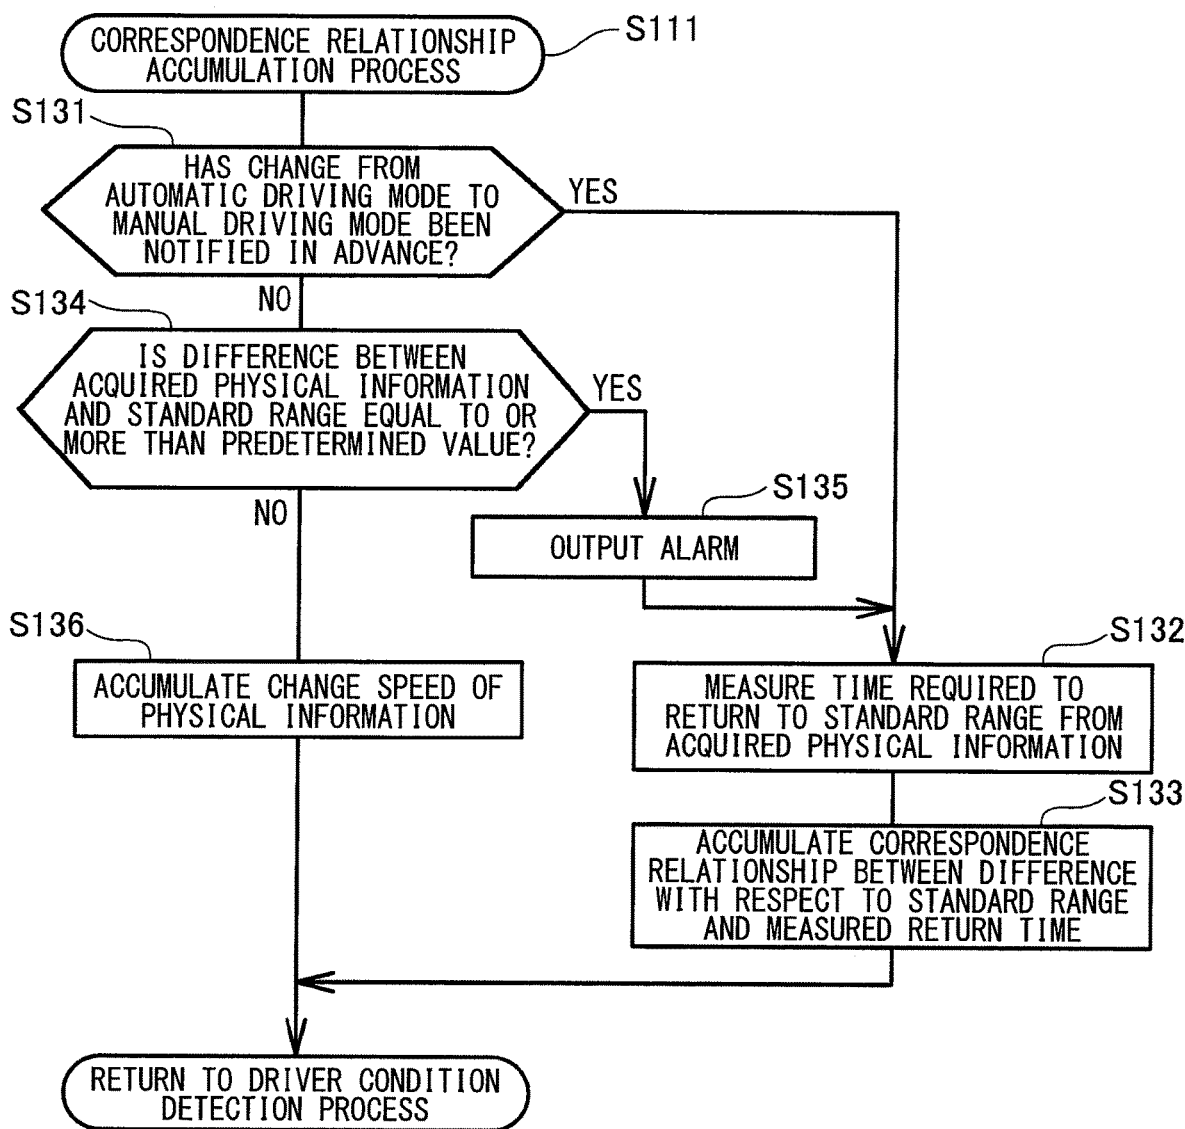 CORRESPONDENCE RELATIONSHIP
ACCUMULATION PROCESS
S111
S131
HAS CHANGE FROM
AUTOMATIC DRIVING MODE TO
MANUAL DRIVING MODE BEEN
NOTIFIED IN ADVANCE?
YES
NO
S134
IS DIFFERENCE BETWEEN
ACQUIRED PHYSICAL INFORMATION
AND STANDARD RANGE EQUAL TO OR
MORE THAN PREDETERMINED VALUE?
YES
NO
S135
OUTPUT ALARM
S136
ACCUMULATE CHANGE SPEED OF
PHYSICAL INFORMATION
S132
MEASURE TIME REQUIRED TO
RETURN TO STANDARD RANGE FROM
ACQUIRED PHYSICAL INFORMATION
S133
ACCUMULATE CORRESPONDENCE
RELATIONSHIP BETWEEN DIFFERENCE
WITH RESPECT TO STANDARD RANGE
AND MEASURED RETURN TIME
RETURN TO DRIVER CONDITION
DETECTION PROCESS